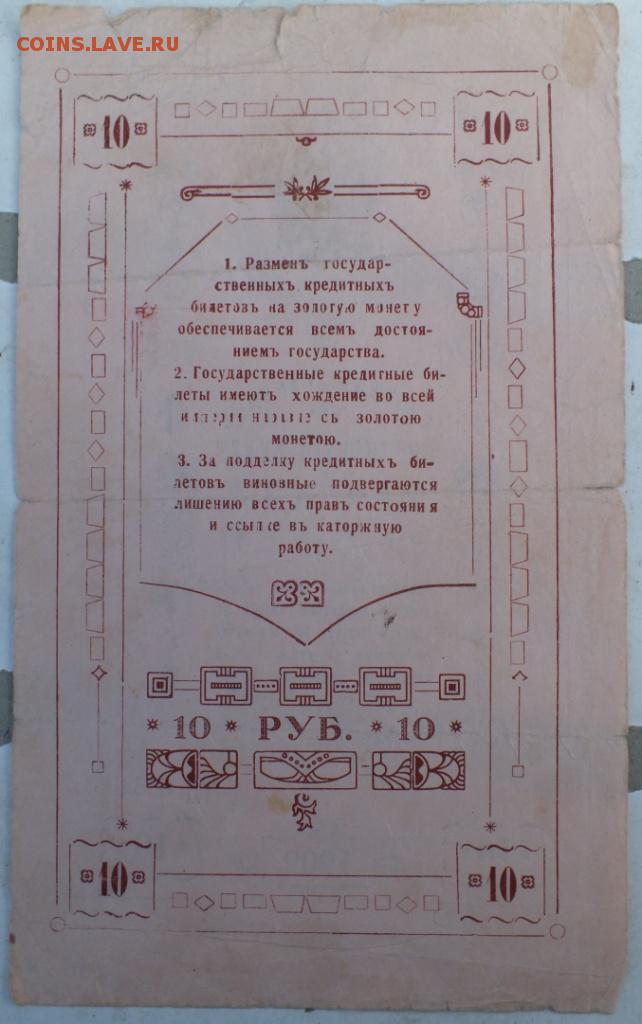 COINS.LAVE.RU
10 10
1. Разменъ государ-
ственныхъ кредитныхъ
билетовъ на золотую монету
обеспечивается всемъ достоя-
ниемъ государства.
2. Государственные кредитные би-
леты имеютъ хождение во всей
империи съ золотою
монетою.
3. За подделку кредитныхъ би-
летовъ виновные подвергаются
лишению всехъ правъ состояния
и ссылке въ каторжную
работу.
* 10 * РУБ. * 10 *
10 10